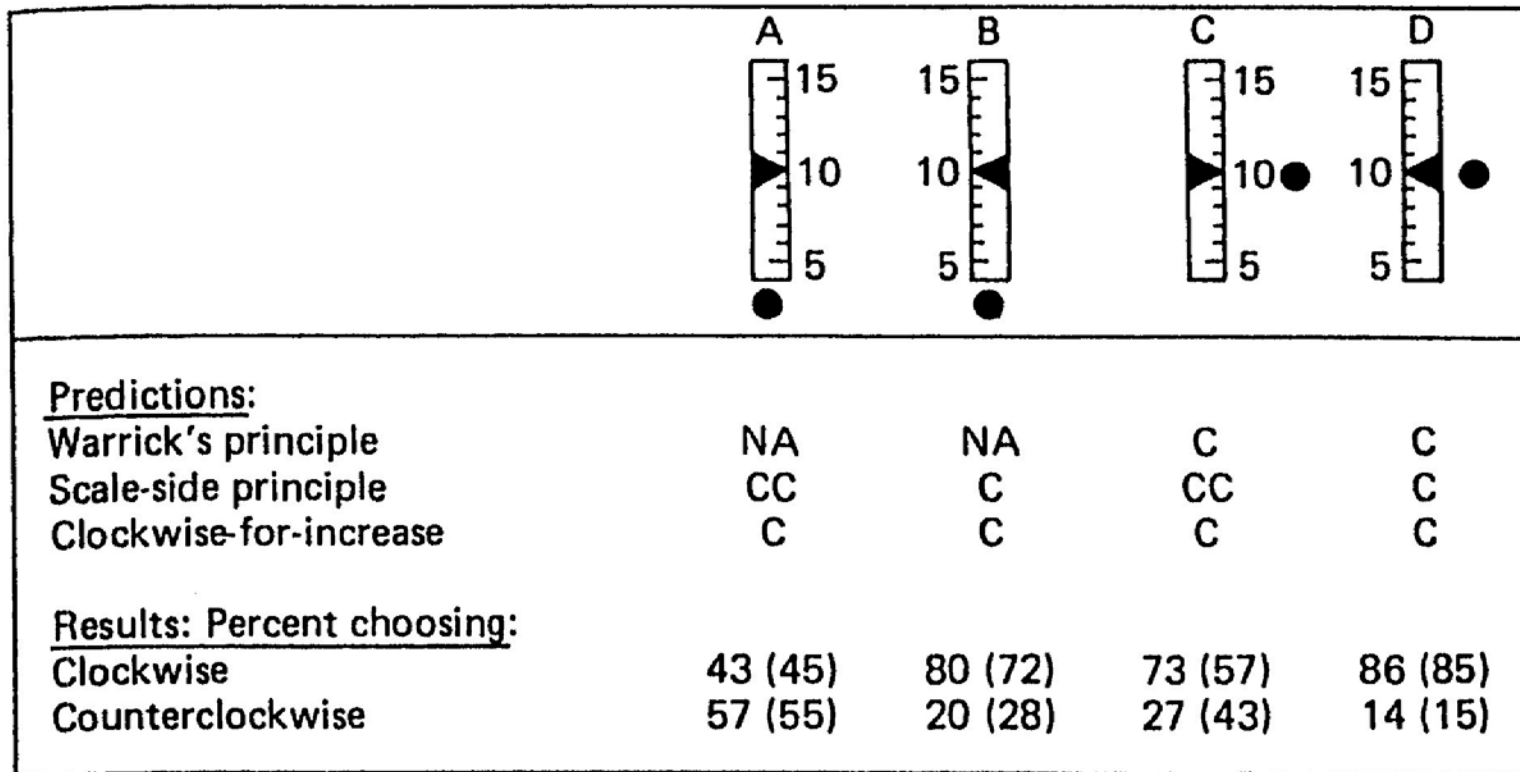 A B C D
15 15 15 15
10 10 10 10
5 5 5 5
Predictions:
Warrick's principle NA NA C C
Scale-side principle CC C CC C
Clockwise-for-increase C C C C
Results: Percent choosing:
Clockwise 43 (45) 80 (72) 73 (57) 86 (85)
Counterclockwise 57 (55) 20 (28) 27 (43) 14 (15)